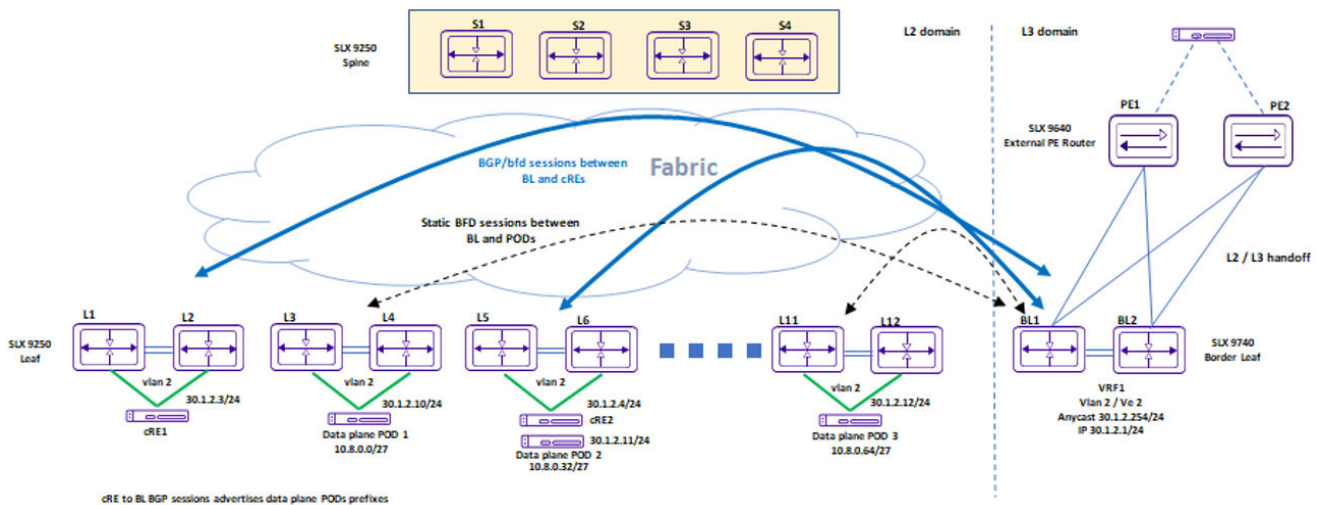 S1
S2
S3
S4
L2 domain
L3 domain
SLX 9250
Spine
PE1
PE2
SLX 9640
External PE Router
BGP/bfd sessions between
BL and cREs
Fabric
Static BFD sessions between
BL and PODs
L2 / L3 handoff
L1
L2
L3
L4
L5
L6
L11
L12
BL1
BL2
SLX 9250
Leaf
SLX 9740
Border Leaf
vlan 2
vlan 2
vlan 2
vlan 2
30.1.2.3/24
30.1.2.10/24
30.1.2.4/24
30.1.2.12/24
VRF1
Vlan 2 / Ve 2
Anycast 30.1.2.254/24
IP 30.1.2.1/24
cRE1
Data plane POD 1
10.8.0.0/27
cRE2
30.1.2.11/24
Data plane POD 2
10.8.0.32/27
Data plane POD 3
10.8.0.64/27
cRE to BL BGP sessions advertises data plane PODs prefixes